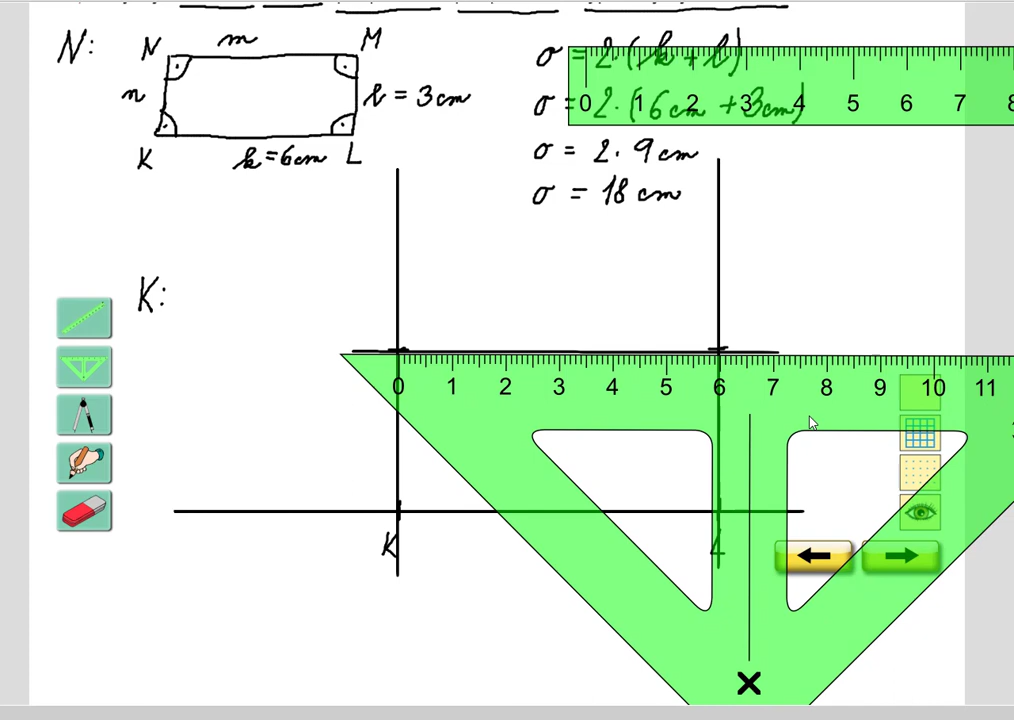 N:
N m M
n l = 3cm
K k=6cm L
σ = 2·(k+l)
σ = 2·(6cm + 3cm)
σ = 2· 9cm
σ = 18cm
0 1 2 3 4 5 6 7 8
K:
0 1 2 3 4 5 6 7 8 9 10 11
K L